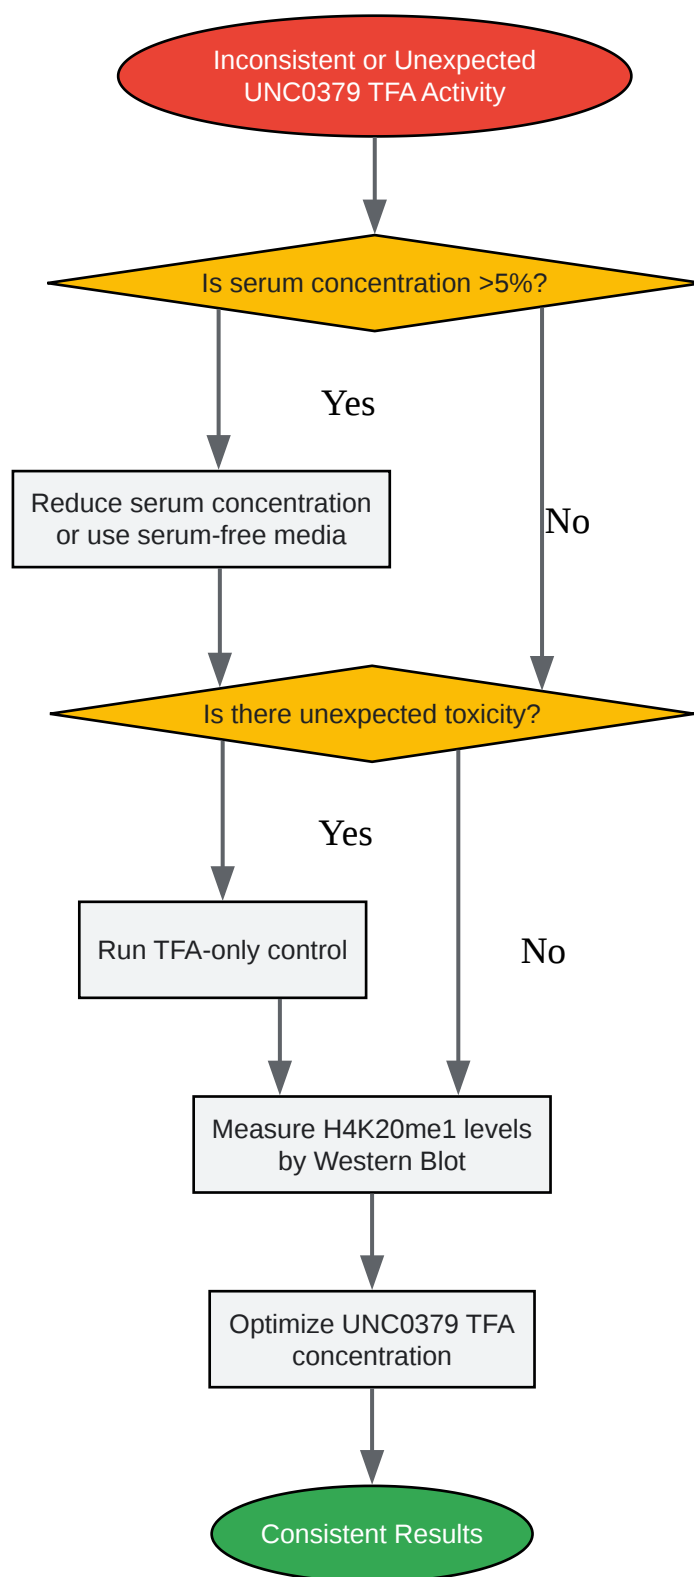 Inconsistent or Unexpected
UNC0379 TFA Activity
Is serum concentration >5%?
Yes
Reduce serum concentration
or use serum-free media
No
Is there unexpected toxicity?
Yes
Run TFA-only control
No
Measure H4K20me1 levels
by Western Blot
Optimize UNC0379 TFA
concentration
Consistent Results